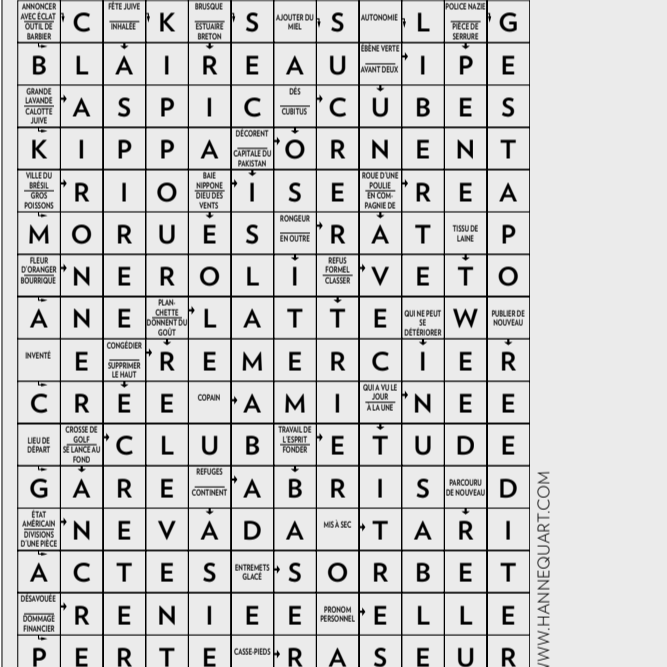 ANNONCER AVEC ÉCLAT OUTIL DE BARBIER C FÊTE JUIVE INHALÉE K BRUSQUE ESTUAIRE BRETON S AJOUTER DU MIEL S AUTONOMIE L POLICE NAZIE PIÈCE DE SERRURE G
B L A I R E A U ÉBÈNE VERTE AVANT DEUX I P E
GRANDE LAVANDE CALOTTE JUIVE A S P I C DÈS CUBITUS C U B E S
K I P P A DÉCORENT CAPITALE DU PAKISTAN O R N E N T
VILLE DU BRÉSIL GROS POISSONS R I O BAIE NIPPONE DIEU DES VENTS I S E ROUE D'UNE POULIE EN COMPAGNIE DE R E A
M O R U E S RONGEUR EN OUTRE R A T TISSU DE LAINE P
FLEUR D'ORANGER BOURRIQUE N E R O L I REFUS FORMEL CLASSER V E T O
A N E PLAN-CHETTE DONNENT DU GOÛT L A T T E QUI NE PEUT SE DÉTÉRIORER W PUBLIER DE NOUVEAU
INVENTÉ E CONGÉDIER SUPPRIMER LE HAUT R E M E R C I E R
C R E E COPAIN A M I QUI A VU LE JOUR À LA UNE N E E
LIEU DE DÉPART CROSSE DE GOLF SE LANCE AU FOND C L U B TRAVAIL DE L'ESPRIT FONDER E T U D E
G A R E REFUGES CONTINENT A B R I S PARCOURU DE NOUVEAU D
ÉTAT AMÉRICAIN DIVISIONS D'UNE PIÈCE N E V A D A MIS À SEC T A R I
A C T E S ENTREMETS GLACÉ S O R B E T
DÉSAVOUÉE DOMMAGE FINANCIER R E N I E E PRONOM PERSONNEL E L L E
P E R T E CASSE-PIEDS R A S E U R
WWW.HANNEQUART.COM